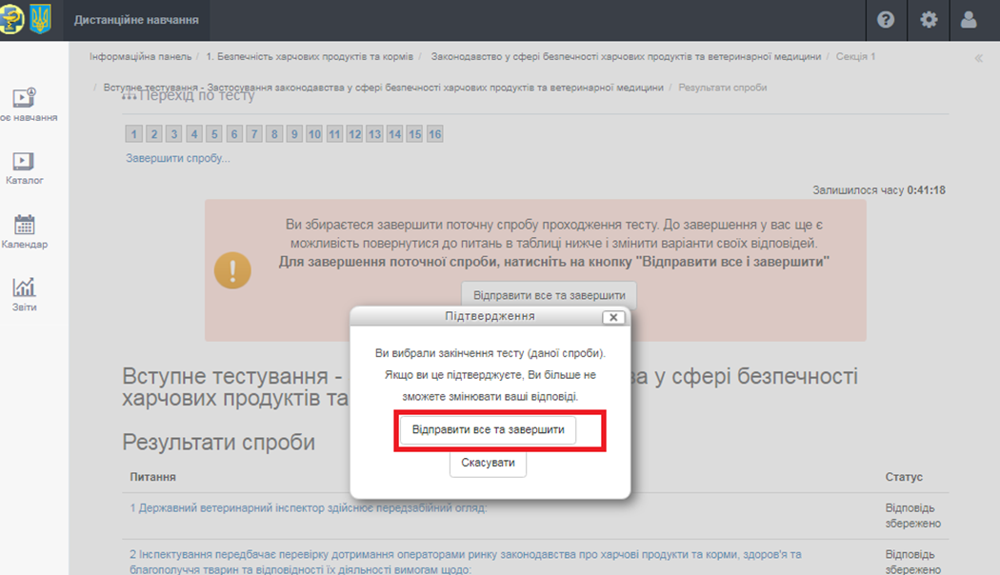 Дистанційне навчання
Інформаційна панель / 1. Безпечність харчових продуктів та кормів / Законодавство у сфері безпечності харчових продуктів та ветеринарної медицини / Секція 1
/ Вступне тестування - Застосування законодавства у сфері безпечності харчових продуктів та ветеринарної медицини / Результати спроби
Перехід по тесту
оє навчання
Каталог
Календар
Звіти
1 2 3 4 5 6 7 8 9 10 11 12 13 14 15 16
Завершити спробу...
Залишилося часу 0:41:18
Ви збираєтеся завершити поточну спробу проходження тесту. До завершення у вас ще є
можливість повернутися до питань в таблиці нижче і змінити варіанти своїх відповідей.
Для завершення поточної спроби, натисніть на кнопку "Відправити все і завершити"
Відправити все та завершити
Підтвердження
Ви вибрали закінчення тесту (даної спроби).
Якщо ви це підтверджуєте, Ви більше не
зможете змінювати ваші відповіді.
Відправити все та завершити
Скасувати
Вступне тестування - ва у сфері безпечності
харчових продуктів та
Результати спроби
Питання Статус
1 Державний ветеринарний інспектор здійснює передзабійний огляд: Відповідь
збережено
2 Інспектування передбачає перевірку дотримання операторами ринку законодавства про харчові продукти та корми, здоров'я та Відповідь
благополуччя тварин та відповідності їх діяльності вимогам щодо: збережено